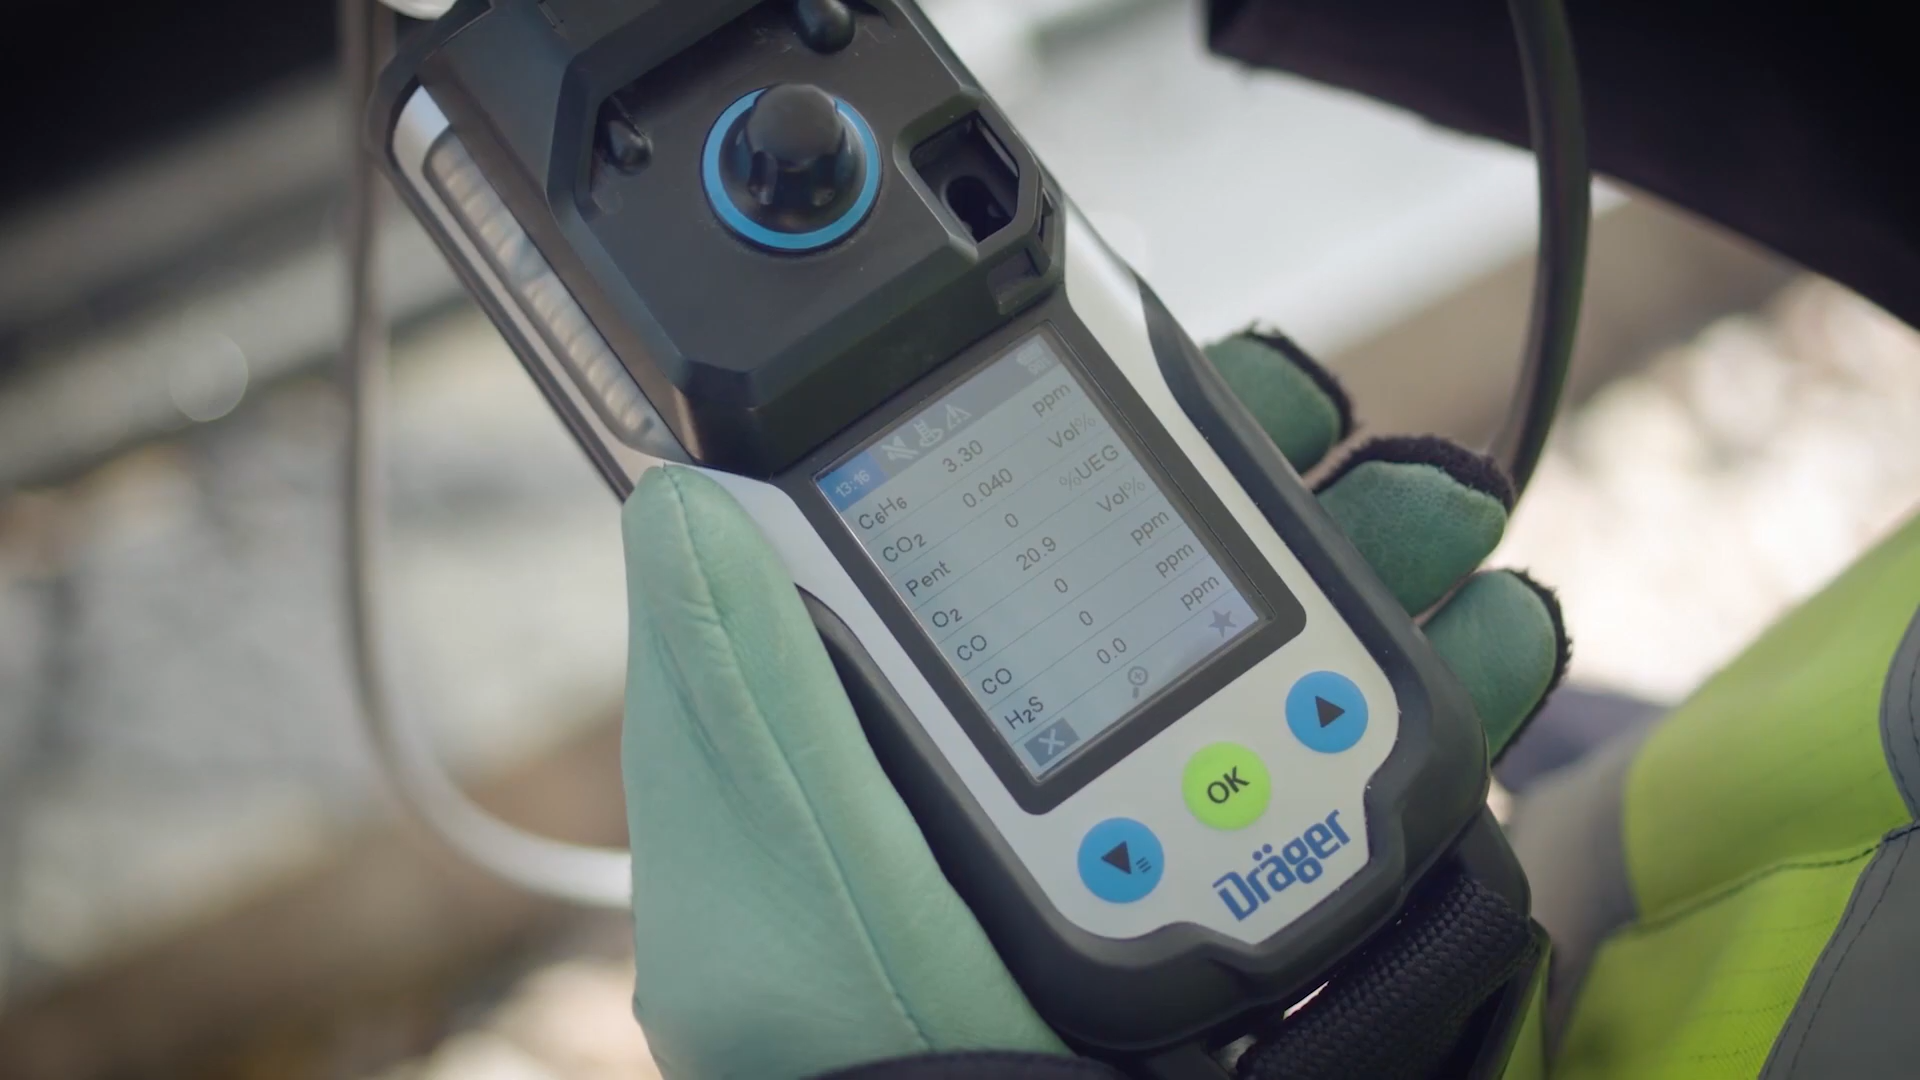 13:16
C₆H₆ 3.30 ppm
CO₂ 0.040 Vol%
Pent 0 %UEG
O₂ 20.9 Vol%
CO 0 ppm
CO 0 ppm
H₂S 0.0 ppm
OK
Dräger